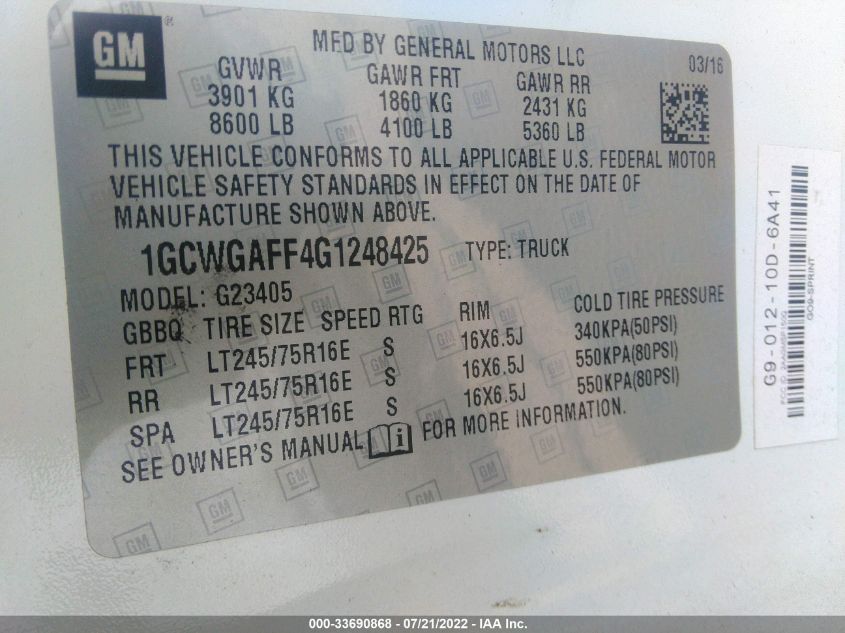 GM
MFD BY GENERAL MOTORS LLC 03/16
GVWR GAWR FRT GAWR RR
3901 KG 1860 KG 2431 KG
8600 LB 4100 LB 5360 LB
THIS VEHICLE CONFORMS TO ALL APPLICABLE U.S. FEDERAL MOTOR
VEHICLE SAFETY STANDARDS IN EFFECT ON THE DATE OF
MANUFACTURE SHOWN ABOVE.
1GCWGAFF4G1248425 TYPE: TRUCK
MODEL: G23405
GBBQ TIRE SIZE SPEED RTG RIM COLD TIRE PRESSURE
FRT LT245/75R16E S 16X6.5J 340KPA(50PSI)
RR LT245/75R16E S 16X6.5J 550KPA(80PSI)
SPA LT245/75R16E S 16X6.5J 550KPA(80PSI)
SEE OWNER'S MANUAL FOR MORE INFORMATION.
G9-012-10D-6A41
GO9-SPRINT
000-33690868 - 07/21/2022 - IAA Inc.